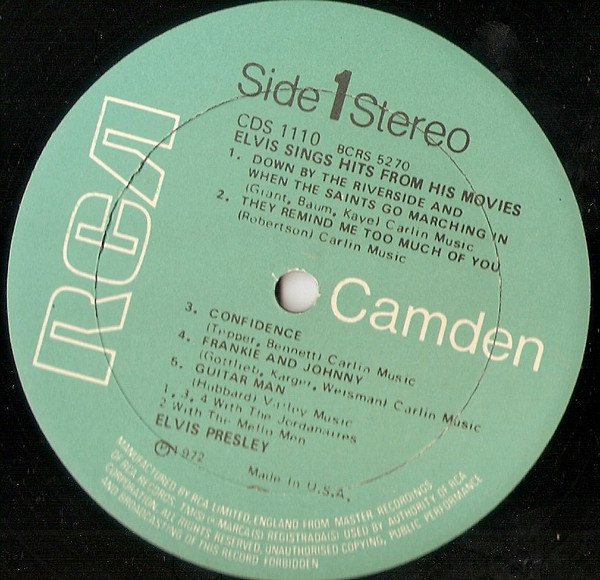 RCA
Side 1 Stereo
CDS 1110 BCRS 5270
ELVIS SINGS HITS FROM HIS MOVIES
1. DOWN BY THE RIVERSIDE AND
WHEN THE SAINTS GO MARCHING IN
(Grant, Baum, Kaye) Carlin Music
2. THEY REMIND ME TOO MUCH OF YOU
(Robertson) Carlin Music
Camden
3. CONFIDENCE
(Tepper, Bennett) Carlin Music
4. FRANKIE AND JOHNNY
(Gottlieb, Karger, Weisman) Carlin Music
5. GUITAR MAN
(Hubbard) Valley Music
1, 3, 4 With The Jordanaires
2 With The Mello Men
ELVIS PRESLEY
℗ 1972
Made in U.S.A.
MANUFACTURED BY RCA LIMITED, ENGLAND FROM MASTER RECORDINGS
OF RCA RECORDS. TM(S) ® MARCA(S) REGISTRADA(S) USED BY AUTHORITY OF RCA
CORPORATION. ALL RIGHTS RESERVED. UNAUTHORISED COPYING, PUBLIC PERFORMANCE
AND BROADCASTING OF THIS RECORD FORBIDDEN